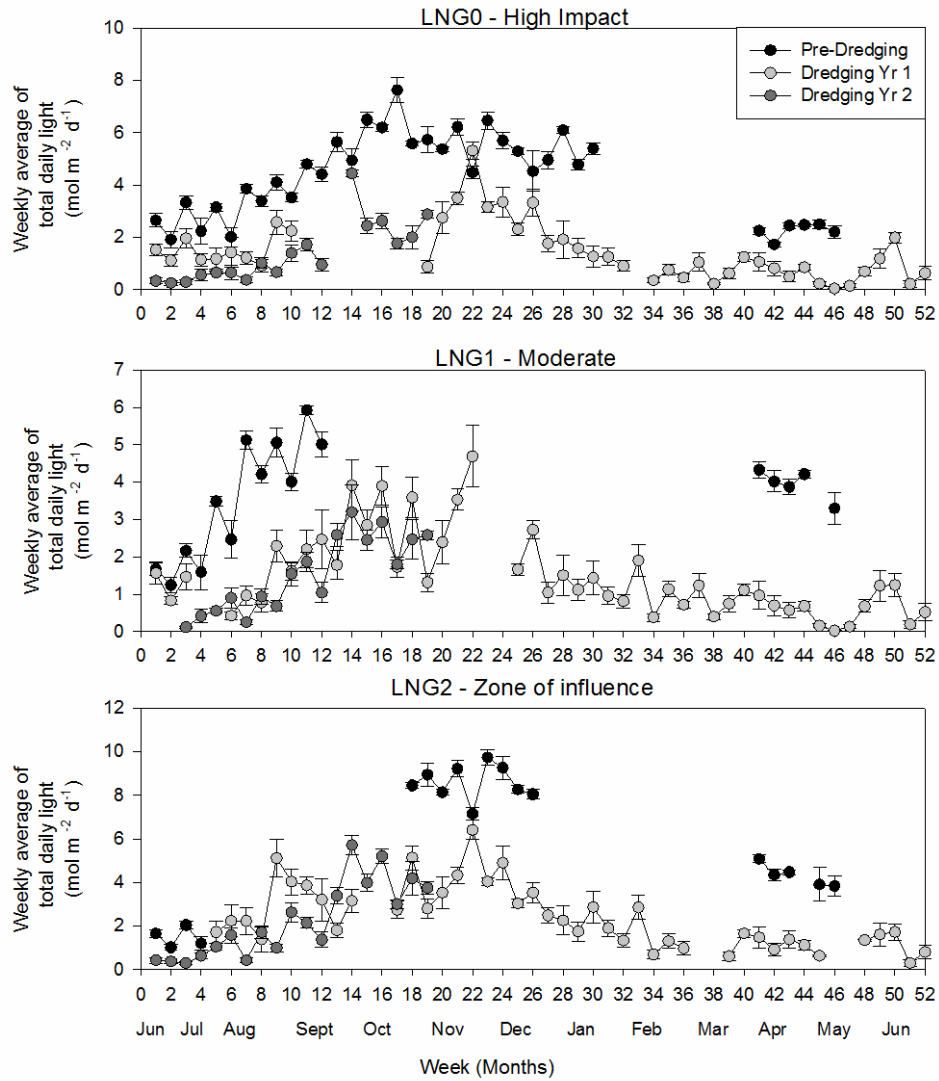 LNG0 - High Impact
Weekly average of
total daily light
(mol m -2 d-1)
10
8
6
4
2
0
Pre-Dredging
Dredging Yr 1
Dredging Yr 2
0 2 4 6 8 10 12 14 16 18 20 22 24 26 28 30 32 34 36 38 40 42 44 46 48 50 52
LNG1 - Moderate
Weekly average of
total daily light
(mol m -2 d-1)
7
6
5
4
3
2
1
0
0 2 4 6 8 10 12 14 16 18 20 22 24 26 28 30 32 34 36 38 40 42 44 46 48 50 52
LNG2 - Zone of influence
Weekly average of
total daily light
(mol m -2 d-1)
12
10
8
6
4
2
0
0 2 4 6 8 10 12 14 16 18 20 22 24 26 28 30 32 34 36 38 40 42 44 46 48 50 52
Jun Jul Aug Sept Oct Nov Dec Jan Feb Mar Apr May Jun
Week (Months)